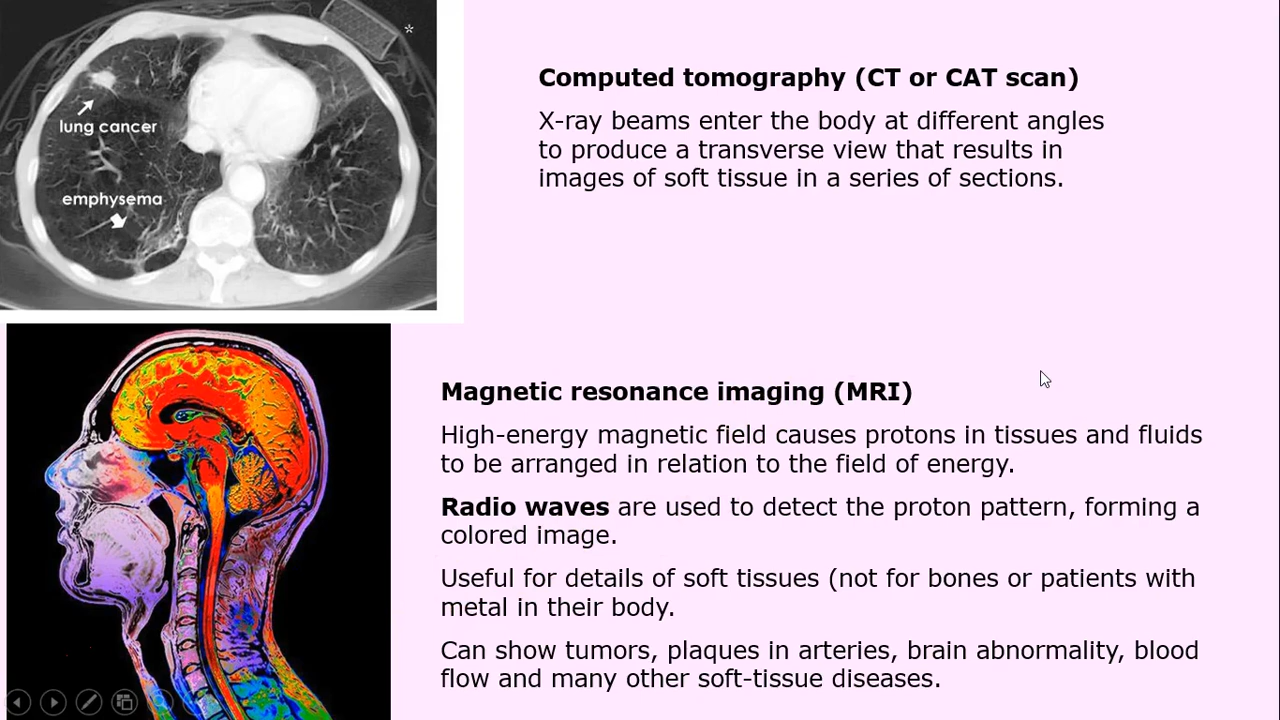 *
lung cancer
emphysema
Computed tomography (CT or CAT scan)
X-ray beams enter the body at different angles
to produce a transverse view that results in
images of soft tissue in a series of sections.
Magnetic resonance imaging (MRI)
High-energy magnetic field causes protons in tissues and fluids
to be arranged in relation to the field of energy.
Radio waves are used to detect the proton pattern, forming a
colored image.
Useful for details of soft tissues (not for bones or patients with
metal in their body.
Can show tumors, plaques in arteries, brain abnormality, blood
flow and many other soft-tissue diseases.